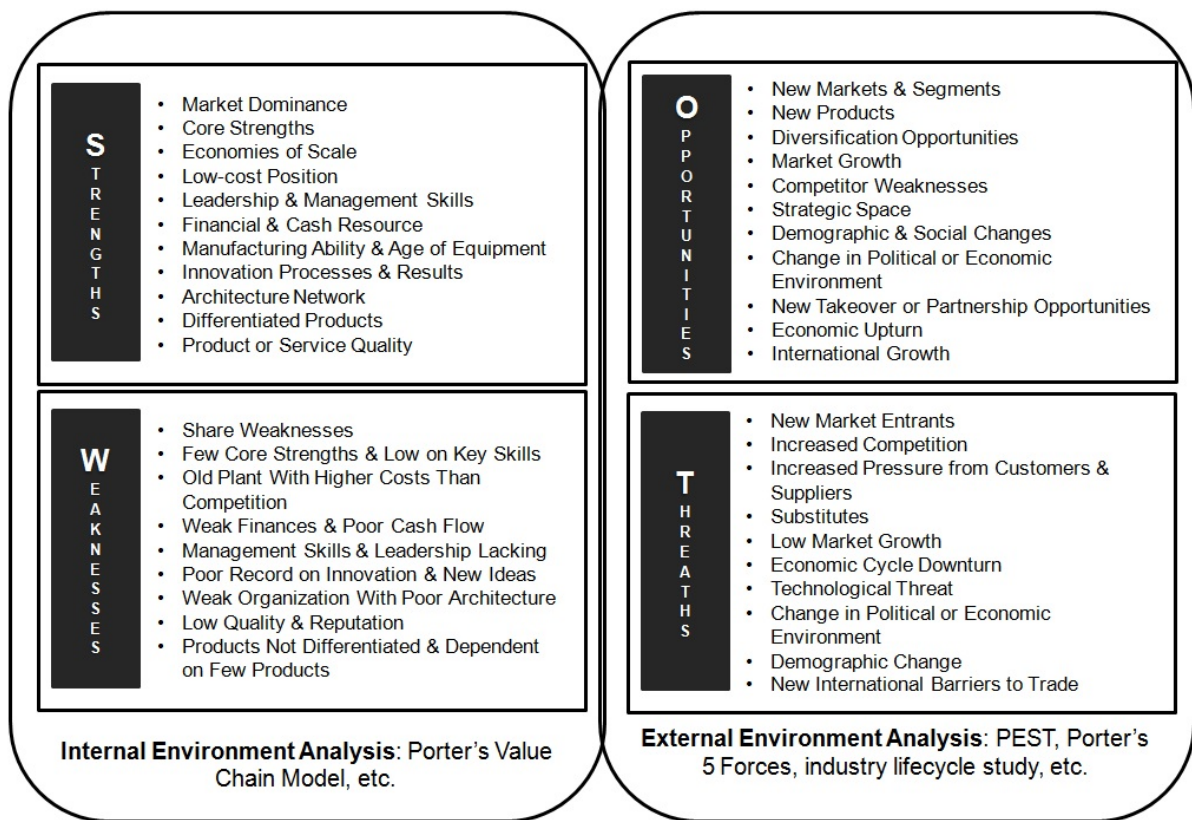 STRENGTHS
• Market Dominance
• Core Strengths
• Economies of Scale
• Low-cost Position
• Leadership & Management Skills
• Financial & Cash Resource
• Manufacturing Ability & Age of Equipment
• Innovation Processes & Results
• Architecture Network
• Differentiated Products
• Product or Service Quality
WEAKNESSES
• Share Weaknesses
• Few Core Strengths & Low on Key Skills
• Old Plant With Higher Costs Than
Competition
• Weak Finances & Poor Cash Flow
• Management Skills & Leadership Lacking
• Poor Record on Innovation & New Ideas
• Weak Organization With Poor Architecture
• Low Quality & Reputation
• Products Not Differentiated & Dependent
on Few Products
Internal Environment Analysis: Porter’s Value
Chain Model, etc.
OPPORTUNITIES
• New Markets & Segments
• New Products
• Diversification Opportunities
• Market Growth
• Competitor Weaknesses
• Strategic Space
• Demographic & Social Changes
• Change in Political or Economic
Environment
• New Takeover or Partnership Opportunities
• Economic Upturn
• International Growth
THREATHS
• New Market Entrants
• Increased Competition
• Increased Pressure from Customers &
Suppliers
• Substitutes
• Low Market Growth
• Economic Cycle Downturn
• Technological Threat
• Change in Political or Economic
Environment
• Demographic Change
• New International Barriers to Trade
External Environment Analysis: PEST, Porter’s
5 Forces, industry lifecycle study, etc.